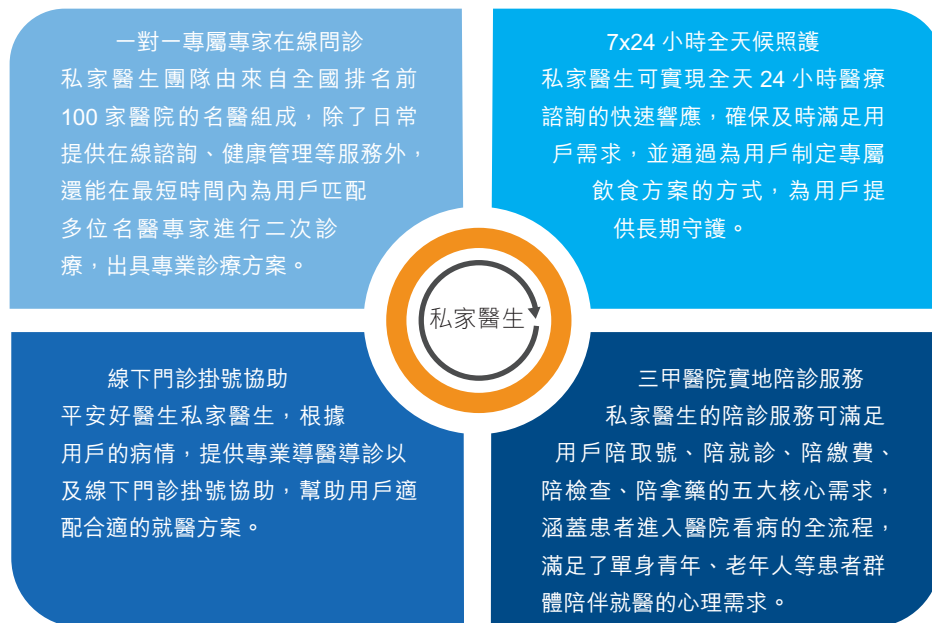 一對一專屬專家在線問診
私家醫生團隊由來自全國排名前
100 家醫院的名醫組成，除了日常
提供在線諮詢、健康管理等服務外，
還能在最短時間內為用戶匹配
多位名醫專家進行二次診
療，出具專業診療方案。
7x24 小時全天候照護
私家醫生可實現全天 24 小時醫療
諮詢的快速響應，確保及時滿足用
戶需求，並通過為用戶制定專屬
飲食方案的方式，為用戶提
供長期守護。
私家醫生
線下門診掛號協助
平安好醫生私家醫生，根據
用戶的病情，提供專業導醫導診以
及線下門診掛號協助，幫助用戶適
配合適的就醫方案。
三甲醫院實地陪診服務
私家醫生的陪診服務可滿足
用戶陪取號、陪就診、陪繳費、
陪檢查、陪拿藥的五大核心需求，
涵蓋患者進入醫院看病的全流程，
滿足了單身青年、老年人等患者群
體陪伴就醫的心理需求。